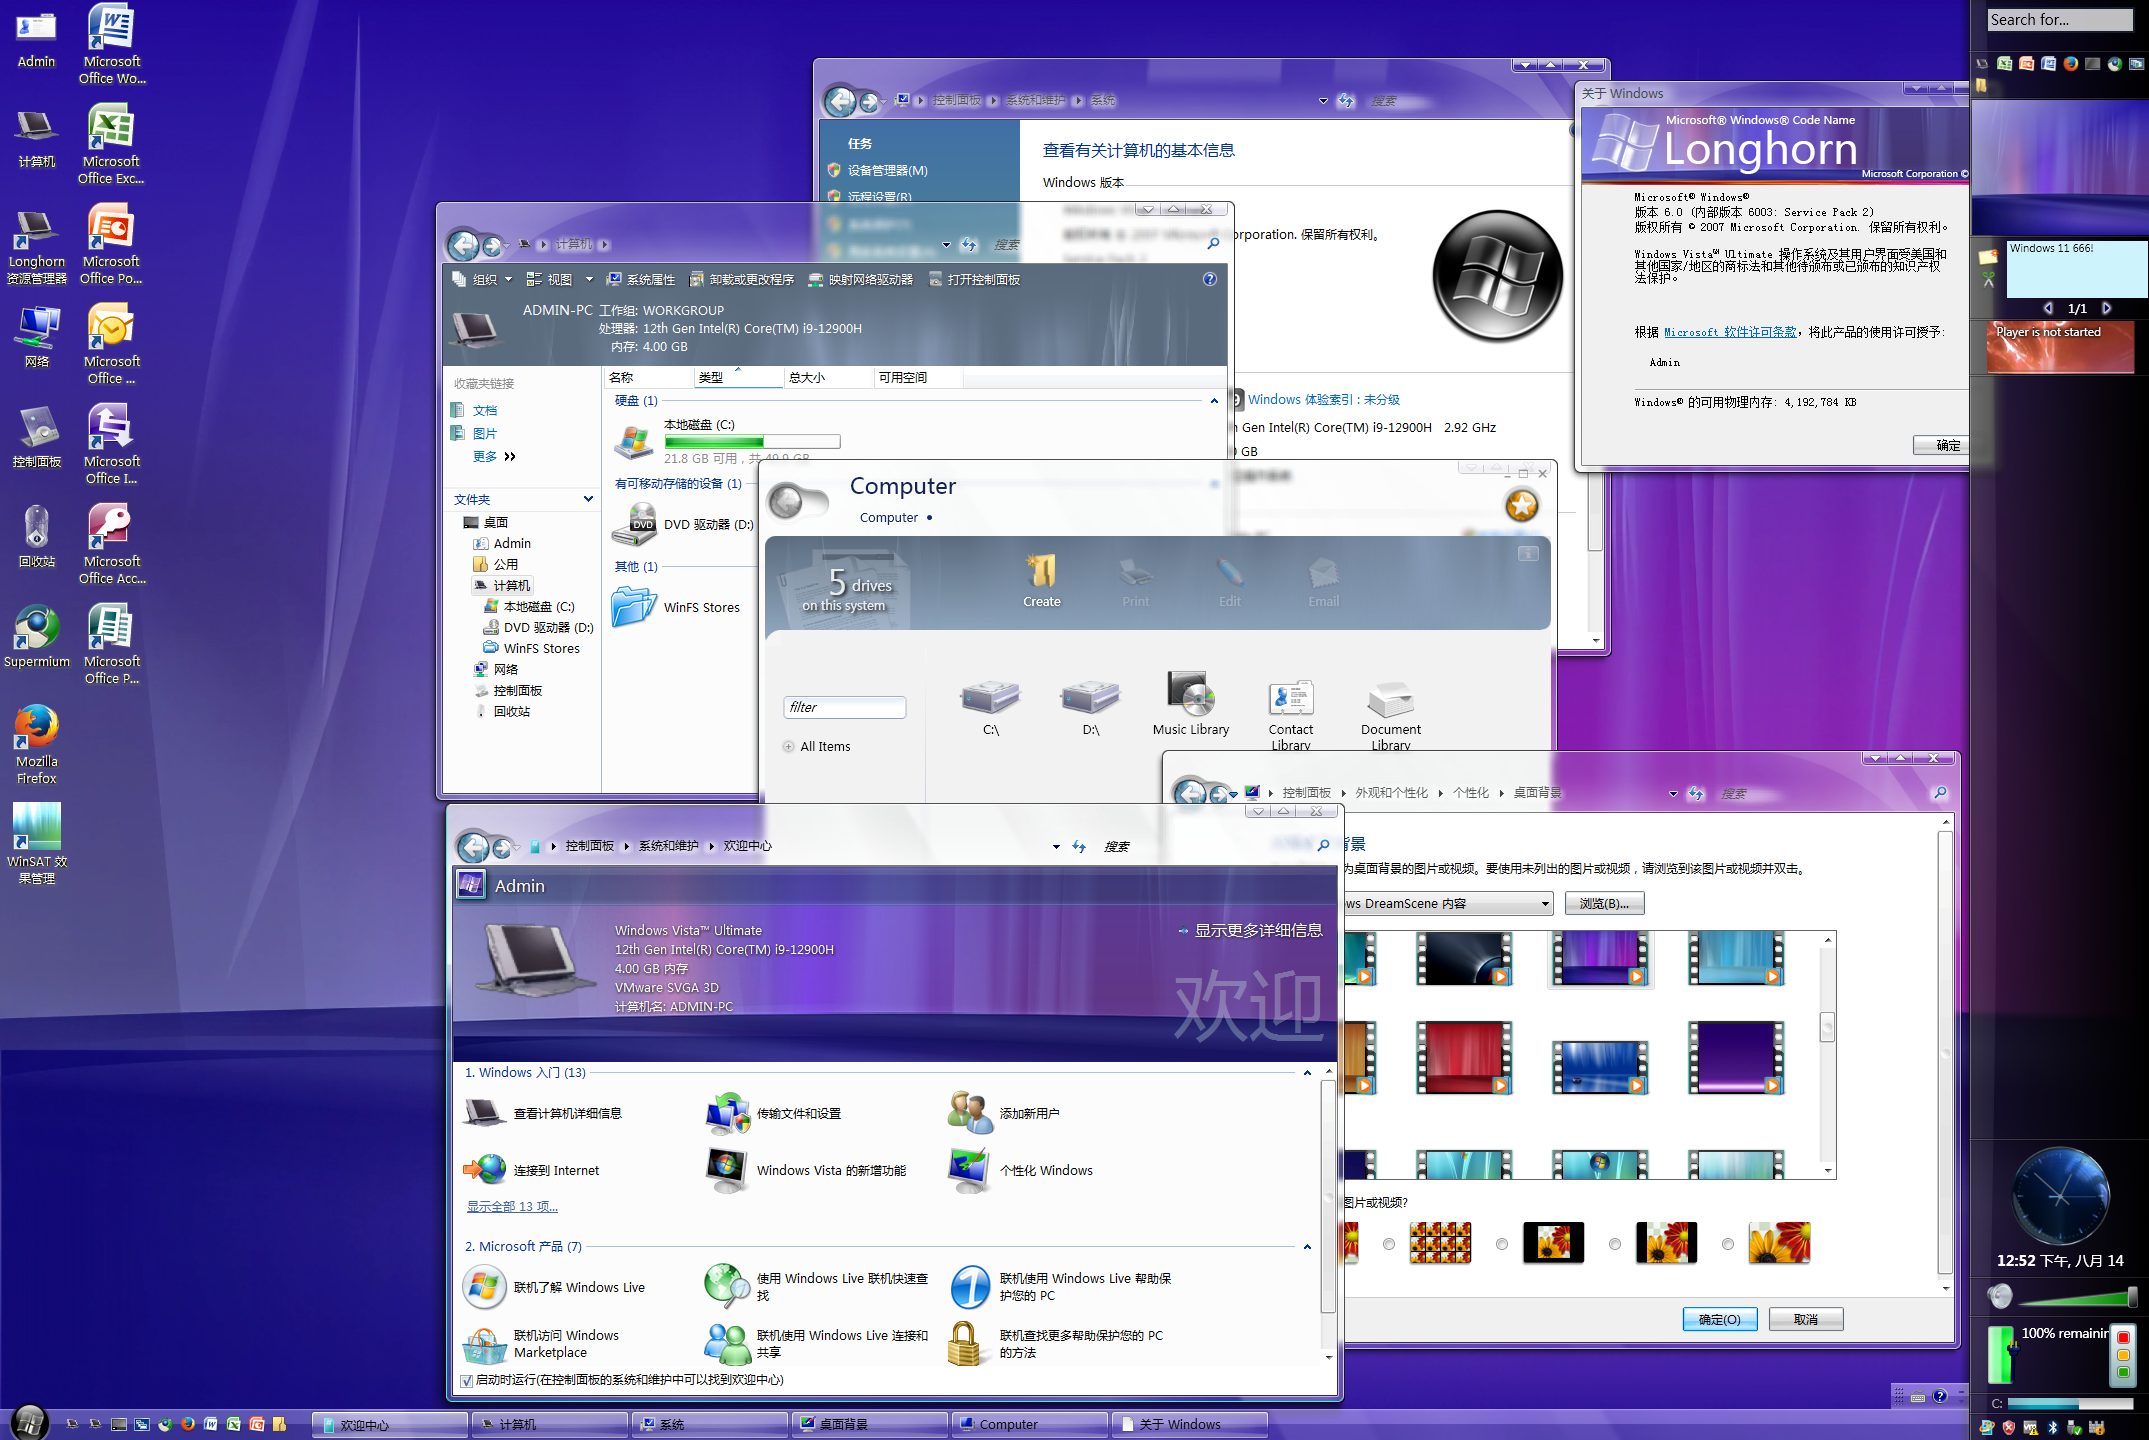 Admin
计算机
Longhorn
资源管理器
网络
控制面板
回收站
Supermium
Mozilla
Firefox
WinSAT 效
果管理
Microsoft
Office Wo...
Microsoft
Office Exc...
Microsoft
Office Po...
Microsoft
Office ...
Microsoft
Office I...
Microsoft
Office Acc...
Microsoft
Office P...
控制面板
系统和维护
系统
搜索
任务
设备管理器(M)
远程设置(R)
查看有关计算机的基本信息
Windows 版本
orporation. 保留所有权利。
Windows 体验索引 : 未分级
Gen Intel(R) Core(TM) i9-12900H 2.92 GHz
GB
关于 Windows
Microsoft® Windows® Code Name
Longhorn
Microsoft Corporation ©
Microsoft® Windows®
版本 6.0 (内部版本 6003: Service Pack 2)
版权所有 © 2007 Microsoft Corporation. 保留所有权利。
Windows Vista™ Ultimate 操作系统及其用户界面受美国和
其他国家/地区的商标法和其他待颁布或已颁布的知识产权
法保护。
根据 Microsoft 软件许可条款，将此产品的使用许可授予:
Admin
Windows® 的可用物理内存: 4,192,784 KB
确定
计算机
搜索
组织
视图
系统属性
卸载或更改程序
映射网络驱动器
打开控制面板
ADMIN-PC 工作组: WORKGROUP
处理器: 12th Gen Intel(R) Core(TM) i9-12900H
内存: 4.00 GB
收藏夹链接
文档
图片
更多
文件夹
桌面
Admin
公用
计算机
本地磁盘 (C:)
DVD 驱动器 (D:)
WinFS Stores
网络
控制面板
回收站
名称
类型
总大小
可用空间
硬盘 (1)
本地磁盘 (C:)
21.8 GB 可用 , 共 49.9 GB
有可移动存储的设备 (1)
DVD 驱动器 (D:)
其他 (1)
WinFS Stores
Computer
Computer •
5 drives
on this system
Create
Print
Edit
Email
filter
All Items
C:\
D:\
Music Library
Contact
Library
Document
Library
控制面板
外观和个性化
个性化
桌面背景
搜索
背景
为桌面背景的图片或视频。要使用未列出的图片或视频 , 请浏览到该图片或视频并双击。
ws DreamScene 内容
浏览(B)...
图片或视频?
确定(O)
取消
控制面板
系统和维护
欢迎中心
搜索
Admin
Windows Vista™ Ultimate
12th Gen Intel(R) Core(TM) i9-12900H
4.00 GB 内存
VMware SVGA 3D
计算机名: ADMIN-PC
显示更多详细信息
欢迎
1. Windows 入门 (13)
查看计算机详细信息
传输文件和设置
添加新用户
连接到 Internet
Windows Vista 的新增功能
个性化 Windows
显示全部 13 项...
2. Microsoft 产品 (7)
联机了解 Windows Live
使用 Windows Live 联机快速查
找
联机使用 Windows Live 帮助保
护您的 PC
联机访问 Windows
Marketplace
联机使用 Windows Live 连接和
共享
联机查找更多帮助保护您的 PC
的方法
启动时运行(在控制面板的系统和维护中可以找到欢迎中心)
Search for...
Windows 11 666!
1/1
Player is not started
12:52 下午, 八月 14
100% remainin
C:
欢迎中心
计算机
系统
桌面背景
Computer
关于 Windows